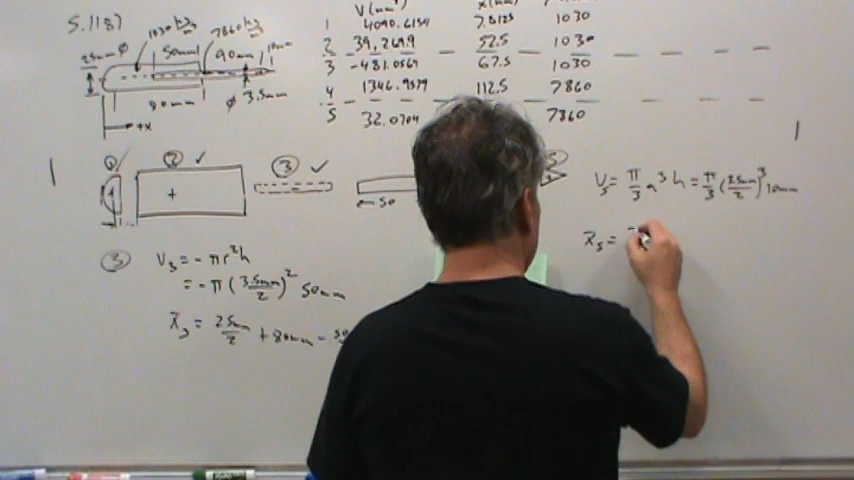 5.118)
V(mm³) x̄(mm)
1 4090.6154 7.8125 1030
2 39,269.9 52.5 1030
3 -481.0569 67.5 1030
4 1346.9579 112.5 7860
5 32.0704 7860
25mm Ø 1030 kg/m³ 7860 kg/m³
50mm 90mm 10mm
80mm Ø 3.5mm
+x
① ✓ ② ✓ ③ ✓
+
← 50
V₅ = π/3 a³ h = π/3 (2.5mm/2)³ 10mm
x̄₅ =
③ V₃ = - π r² h
= - π (3.5mm/2)² 50mm
x̄₃ = 25mm/2 + 80mm - 50